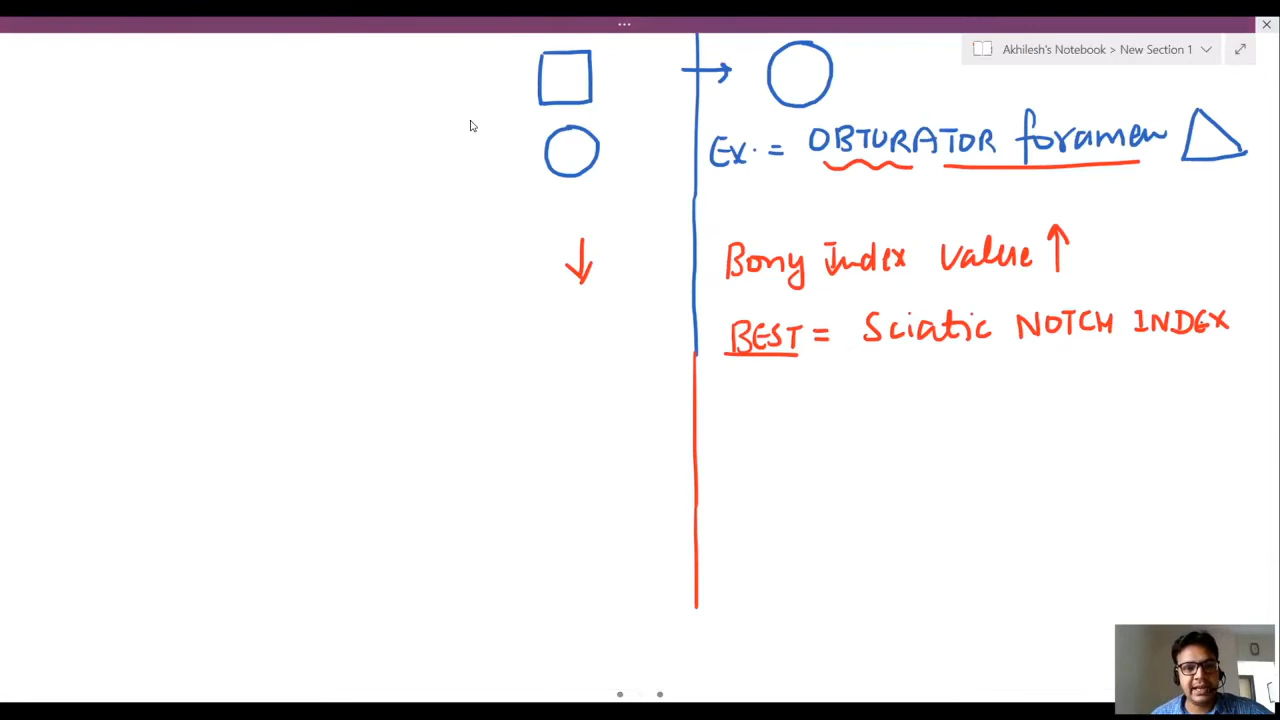 Akhilesh's Notebook > New Section 1
Ex. = OBTURATOR foramen
Bony Index Value ↑
BEST = Sciatic NOTCH INDEX